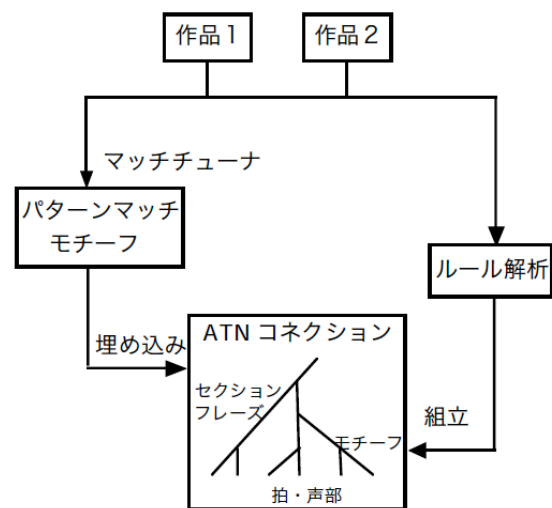 作品1
作品2
マッチチューナ
パターンマッチ
モチーフ
ルール解析
埋め込み
ATN コネクション
セクション
フレーズ
モチーフ
組立
拍・声部